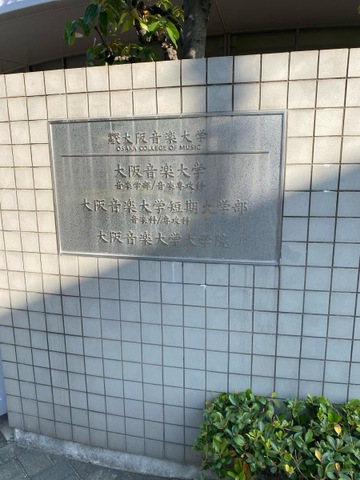 大阪音楽大学
OSAKA COLLEGE OF MUSIC
大阪音楽大学
音楽学部/音楽専攻科
大阪音楽大学短期大学部
音楽科/専攻科
大阪音楽大学大学院